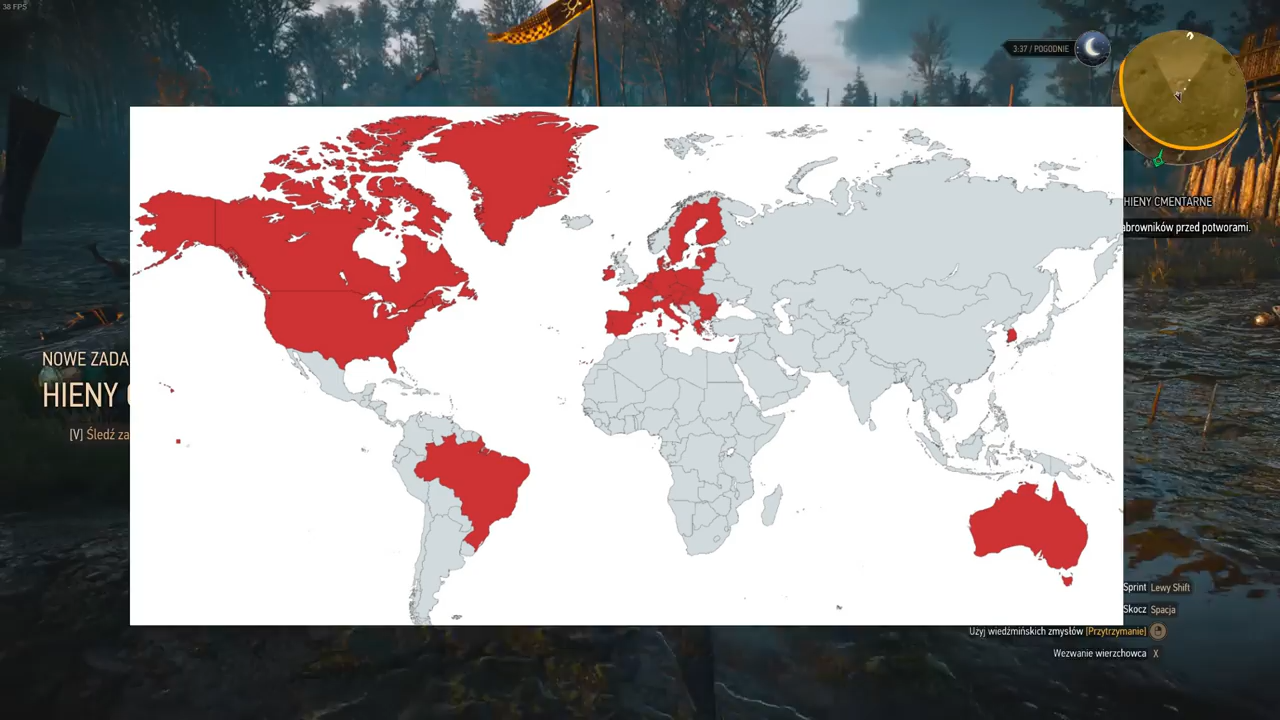 38 FPS
3:37 / POGODNIE
HIENY CMENTARNE
abrowników przed potworami.
NOWE ZADA
HIENY
[V] Śledź za
Sprint Lewy Shift
Skocz Spacja
Użyj wiedźmińskich zmysłów [Przytrzymanie]
Wezwanie wierzchowca X